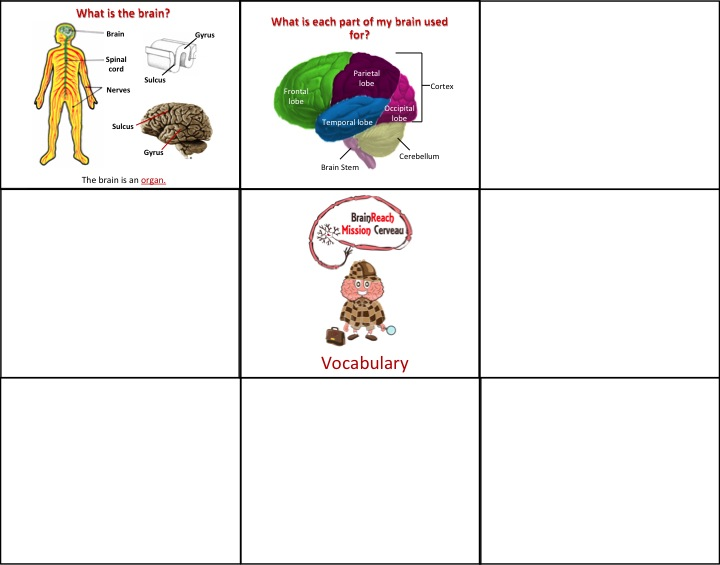 What is the brain?
Brain
Gyrus
Spinal
cord
Sulcus
Nerves
Sulcus
Gyrus
The brain is an organ.
What is each part of my brain used
for?
Parietal
lobe
Frontal
lobe
Cortex
Occipital
lobe
Temporal lobe
Cerebellum
Brain Stem
BrainReach
Mission Cerveau
Vocabulary